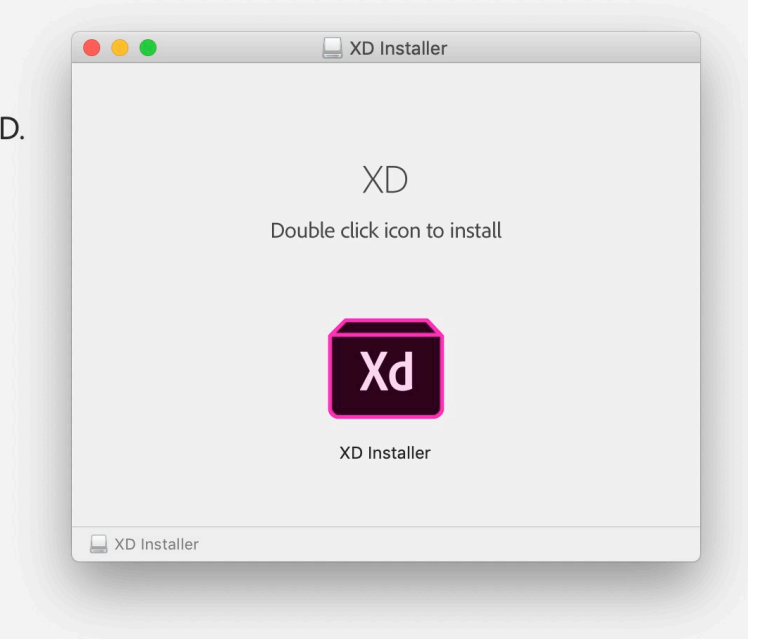 XD Installer
D.
XD
Double click icon to install
Xd
XD Installer
XD Installer